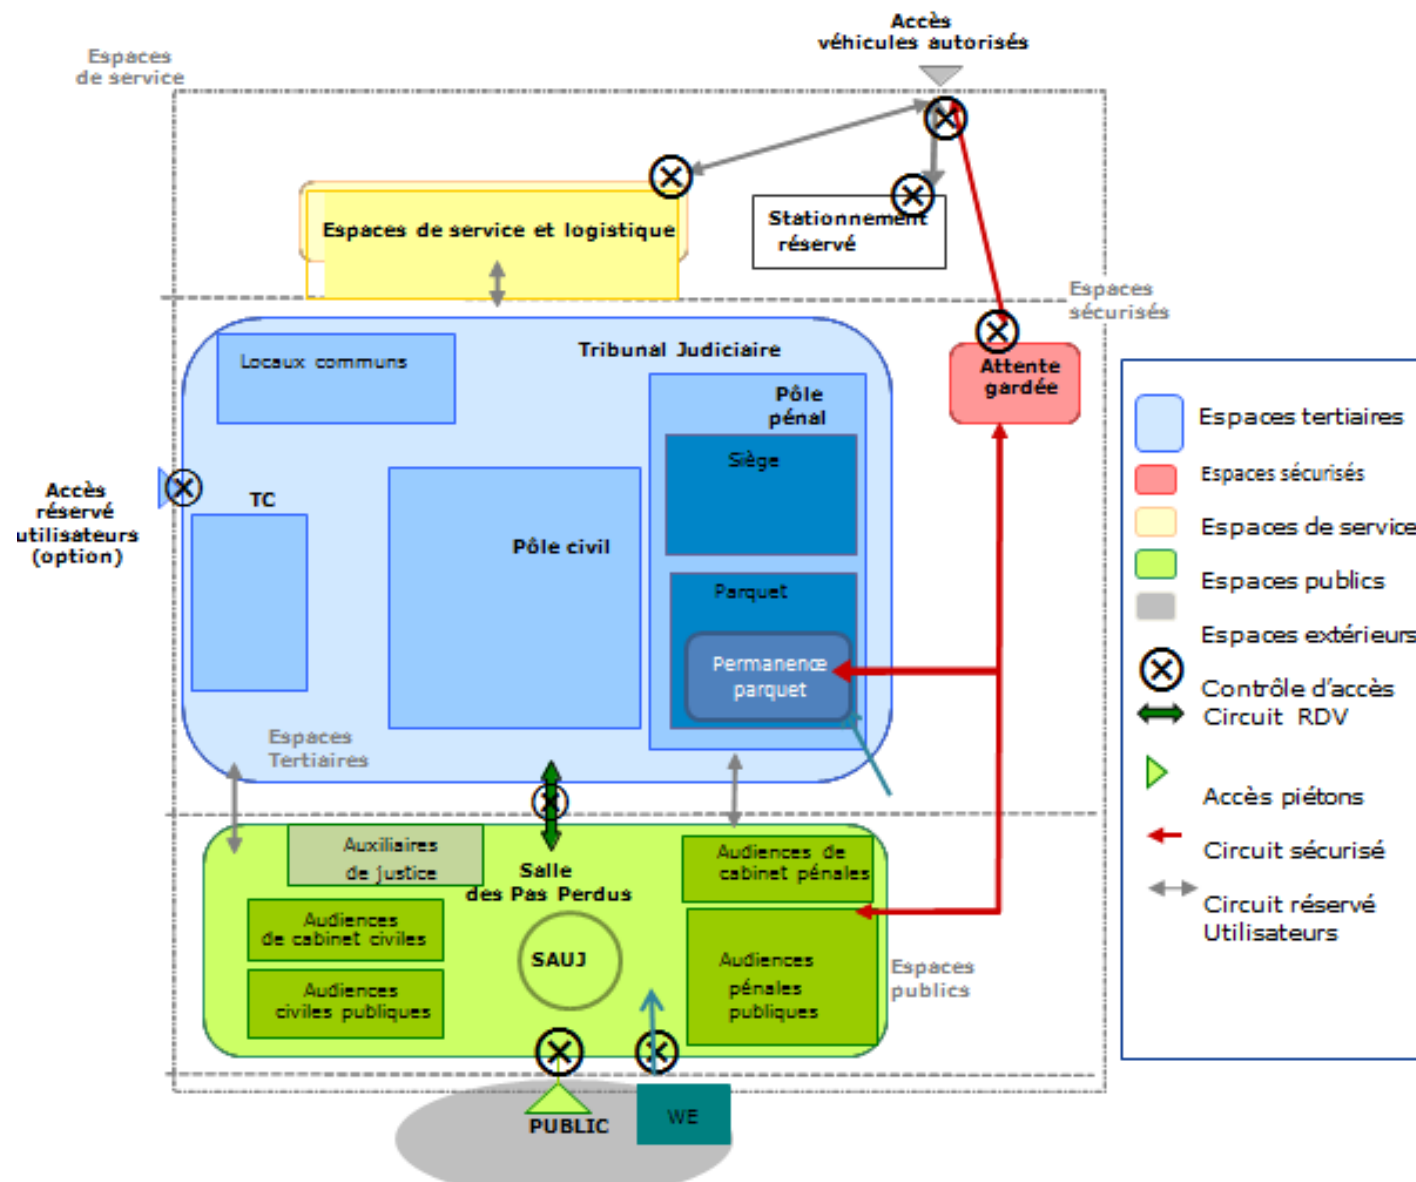 Accès
véhicules autorisés
Espaces
de service
Espaces de service et logistique
Stationnement
réservé
Espaces
sécurisés
Tribunal Judiciaire
Locaux communs
Attente
gardée
Pôle
pénal
Siège
Accès
réservé
utilisateurs
(option)
TC
Pôle civil
Parquet
Permanence
parquet
Espaces
Tertiaires
Auxiliaires
de justice
Salle
des Pas Perdus
Audiences de
cabinet pénales
Audiences
de cabinet civiles
SAUJ
Audiences
pénales
publiques
Audiences
civiles publiques
Espaces
publics
PUBLIC
WE
Espaces tertiaires
Espaces sécurisés
Espaces de service
Espaces publics
Espaces extérieurs
Contrôle d'accès
Circuit RDV
Accès piétons
Circuit sécurisé
Circuit réservé
Utilisateurs